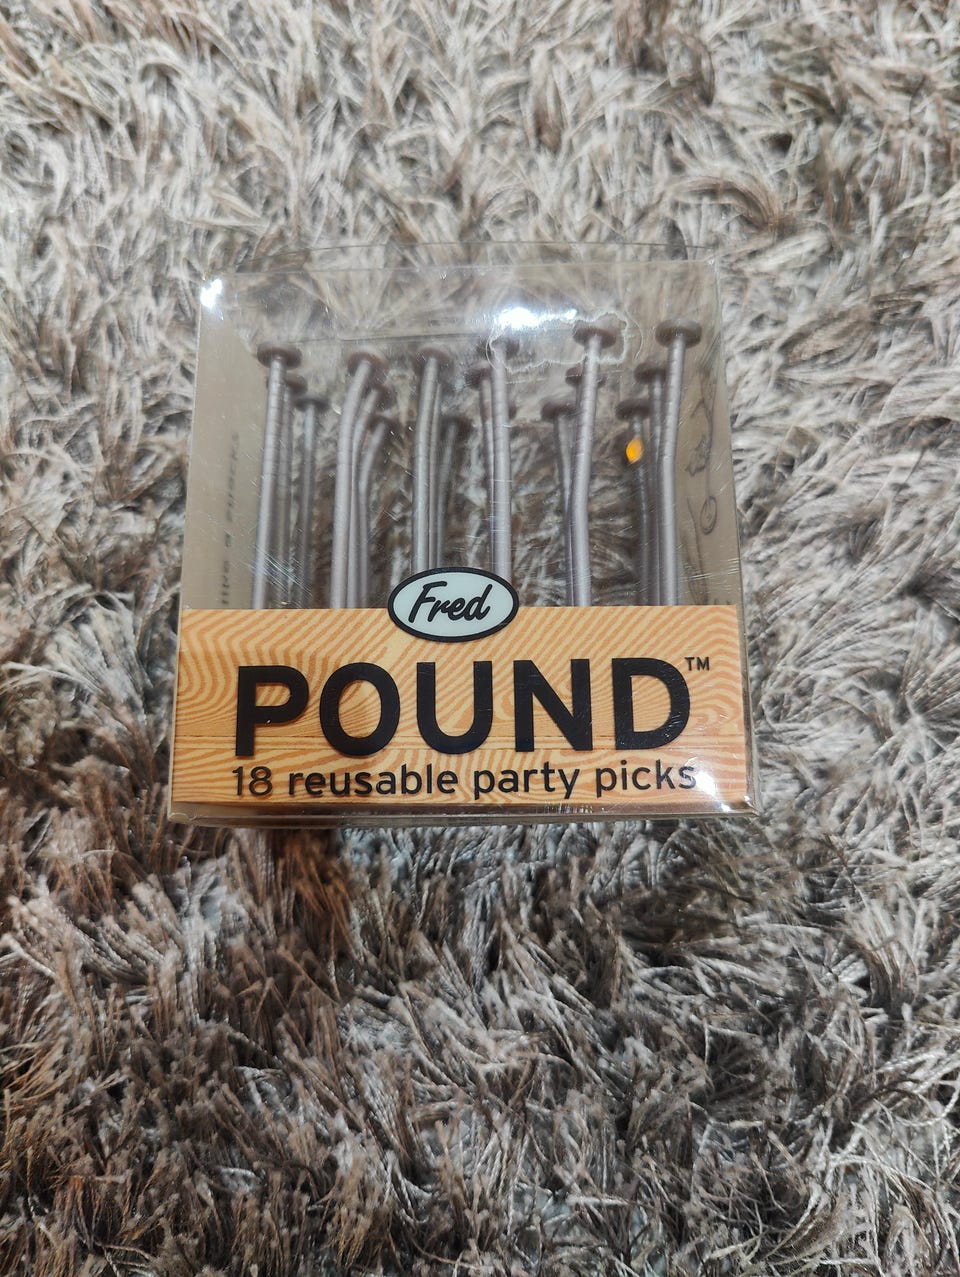 Fred
POUND™
18 reusable party picks